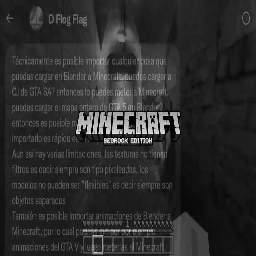 D Flog Flag
Técnicamente es posible importar cualquier cosa que
puedas cargar en Blender a Minecraft, puedes cargar a
CJ de GTA SA? entonces lo puedes meter a Minecraft,
puedes cargar el mapa entero de GTA 5 en Blender?
entonces es posible
MINECRAFT
BEDROCK EDITION
importado es rápido
Aun así hay varias limitaciones, las texturas no tienen
filtros es decir siempre son tipo pixeleadas, los
modelos no pueden ser "flexibles" es decir siempre son
objetos separados
También es posible importar animaciones de Blender a
Minecraft, por lo cual
animaciones del GTA V y meterlas al Minecraft